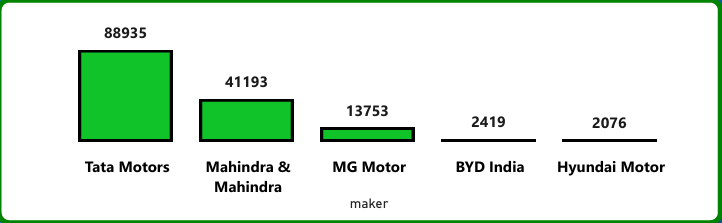 88935
41193
13753
2419
2076
Tata Motors
Mahindra &
Mahindra
MG Motor
BYD India
Hyundai Motor
maker